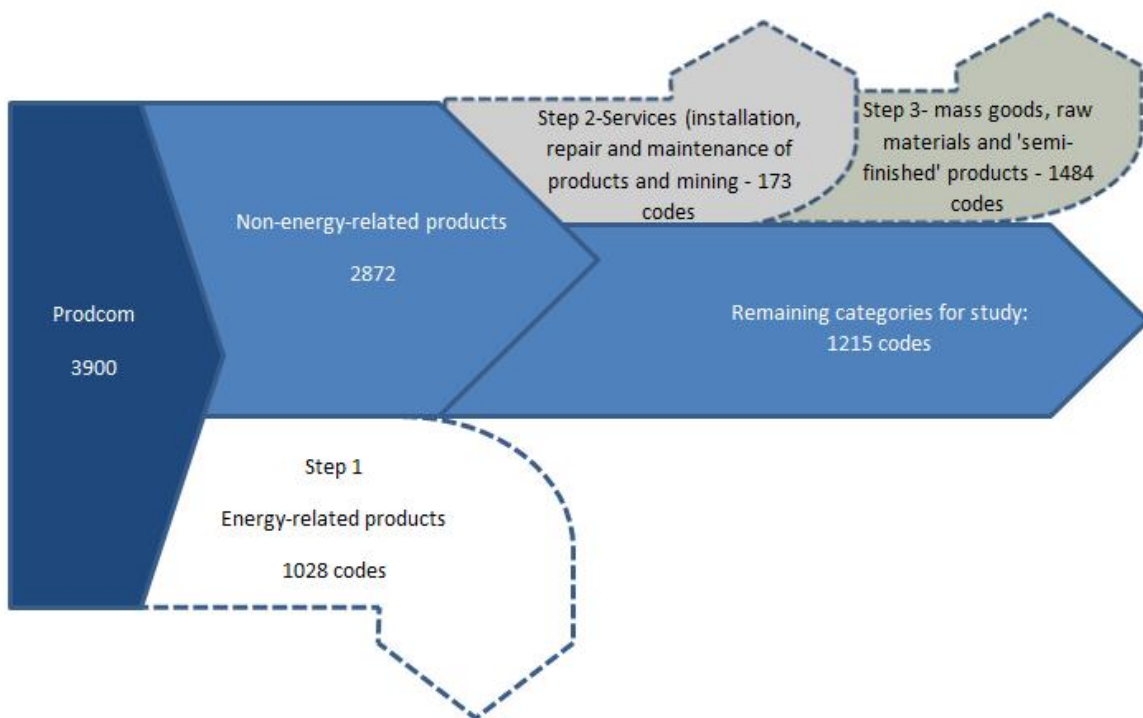 Prodcom
3900
Non-energy-related products
2872
Step 1
Energy-related products
1028 codes
Step 2-Services (installation,
repair and maintenance of
products and mining - 173
codes
Step 3- mass goods, raw
materials and 'semi-
finished' products - 1484
codes
Remaining categories for study:
1215 codes